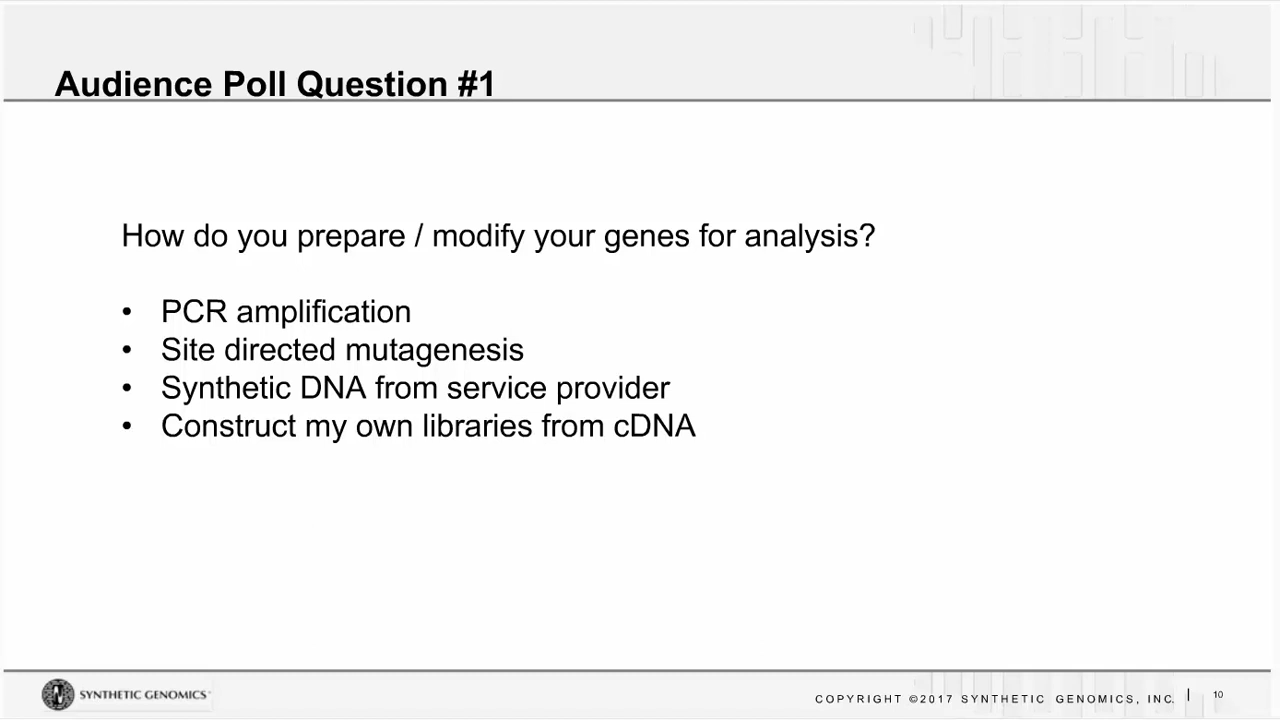 Audience Poll Question #1
How do you prepare / modify your genes for analysis?
• PCR amplification
• Site directed mutagenesis
• Synthetic DNA from service provider
• Construct my own libraries from cDNA
SYNTHETIC GENOMICS
COPYRIGHT ©2017 SYNTHETIC GENOMICS, INC. | 10